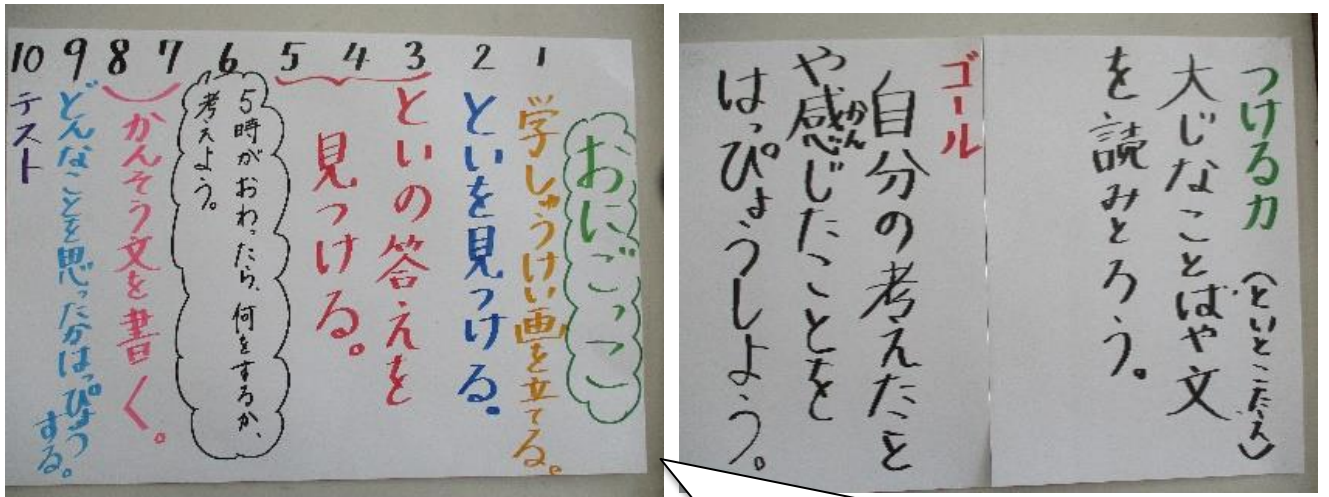 おにごっこ
1 学しゅうけい画を立てる。
2 といを見つける。
3 4 5 といの答えを
見つける。
6 5時がおわったら、何をするか、
考えよう。
7 8 かんそう文を書く。
9 どんなことを思ったかはっぴょう
する。
10 テスト
つける力 (といとこたえ)
大じなことばや文
を読みとろう。
ゴール
自分の考えたこと
や感(かん)じたことを
はっぴょうしよう。